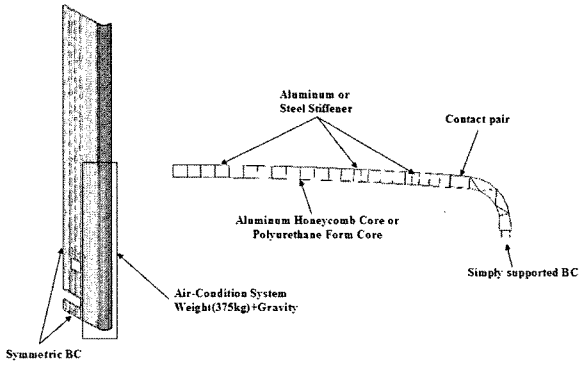 Aluminum or
Steel Stiffener
Contact pair
Aluminum Honeycomb Core or
Polyurethane Form Core
Simply supported BC
Air-Condition System
Weight(375kg)+Gravity
Symmetric BC